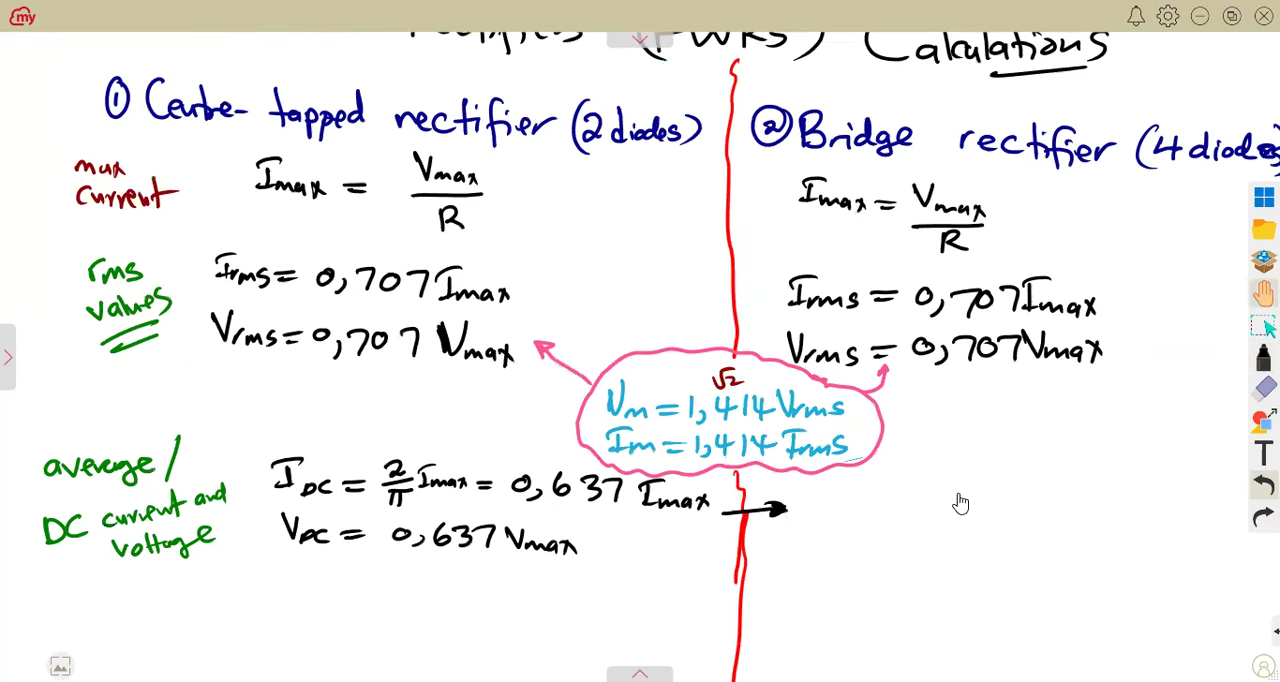 my
(FWRs) Calculations
① Centre-tapped rectifier (2 diodes)
max current
Imax = Vmax / R
rms values
Irms = 0,707 Imax
Vrms = 0,707 Vmax
√2
Vm = 1,414 Vrms
Im = 1,414 Irms
average / DC current and voltage
IDC = 2/π Imax = 0,637 Imax
VDC = 0,637 Vmax
② Bridge rectifier (4 diodes
Imax = Vmax / R
Irms = 0,707 Imax
Vrms = 0,707 Vmax